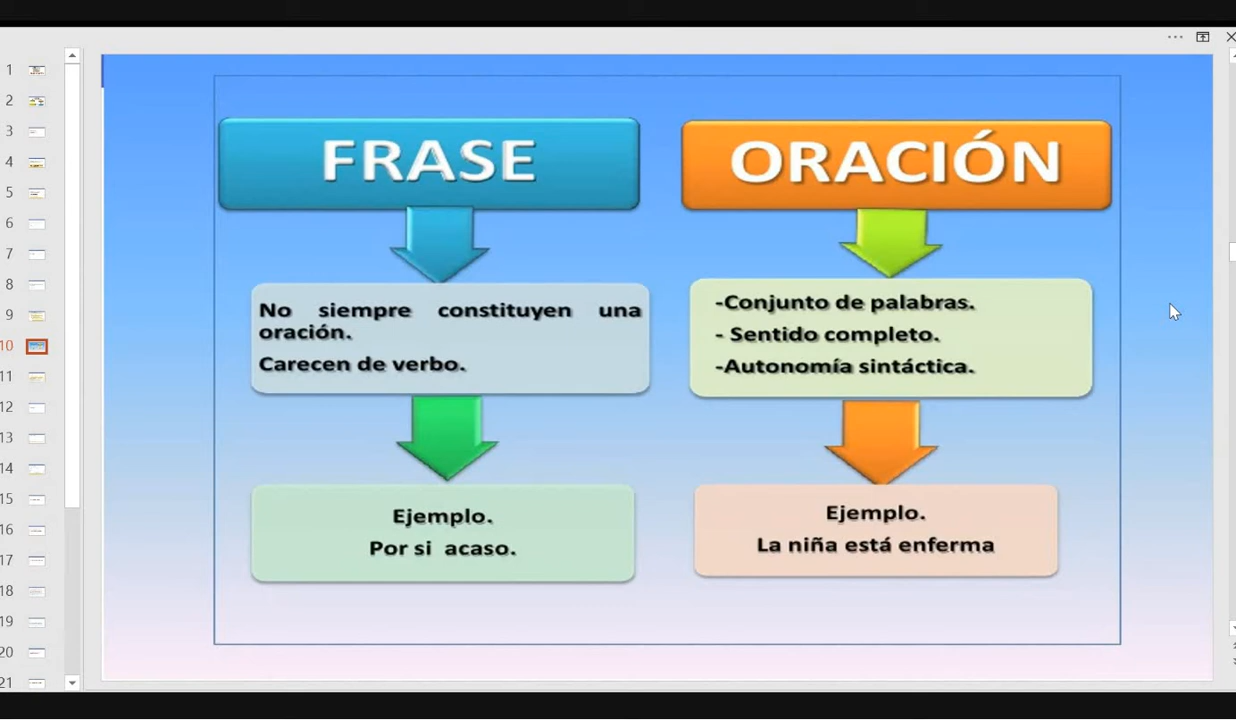 1
2
3
4
5
6
7
8
9
10
11
12
13
14
15
16
17
18
19
20
21
FRASE
No siempre constituyen una
oración.
Carecen de verbo.
Ejemplo.
Por si acaso.
ORACIÓN
-Conjunto de palabras.
- Sentido completo.
-Autonomía sintáctica.
Ejemplo.
La niña está enferma